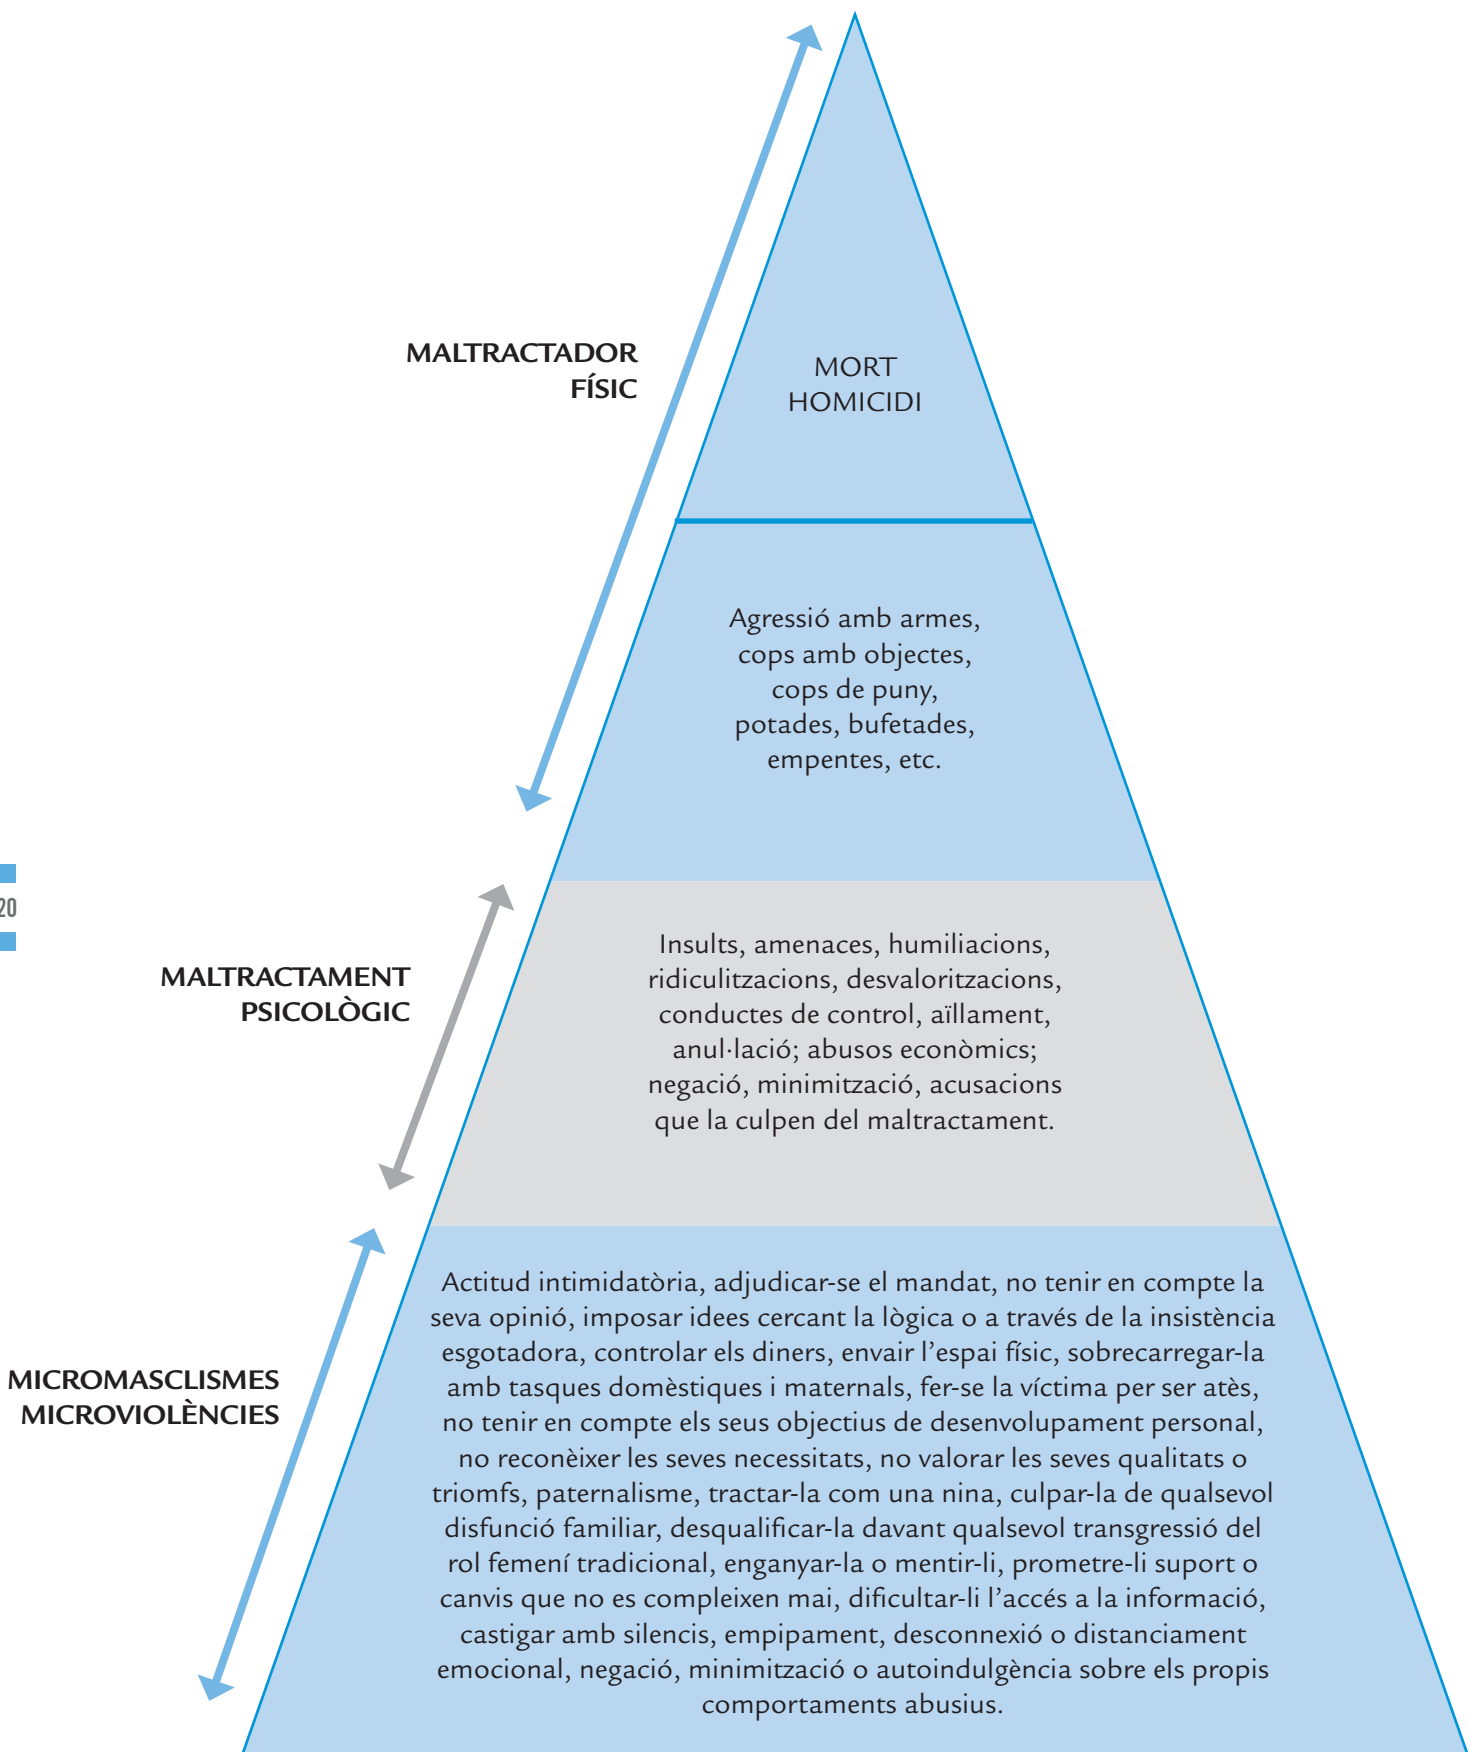 MALTRACTADOR
FÍSIC
MORT
HOMICIDI
Agressió amb armes,
cops amb objectes,
cops de puny,
potades, bufetades,
empentes, etc.
20
MALTRACTAMENT
PSICOLÒGIC
Insults, amenaces, humiliacions,
ridiculitzacions, desvaloritzacions,
conductes de control, aïllament,
anul·lació; abusos econòmics;
negació, minimització, acusacions
que la culpen del maltractament.
MICROMASCLISMES
MICROVIOLÈNCIES
Actitud intimidatòria, adjudicar-se el mandat, no tenir en compte la
seva opinió, imposar idees cercant la lògica o a través de la insistència
esgotadora, controlar els diners, envair l’espai físic, sobrecarregar-la
amb tasques domèstiques i maternals, fer-se la víctima per ser atès,
no tenir en compte els seus objectius de desenvolupament personal,
no reconèixer les seves necessitats, no valorar les seves qualitats o
triomfs, paternalisme, tractar-la com una nina, culpar-la de qualsevol
disfunció familiar, desqualificar-la davant qualsevol transgressió del
rol femení tradicional, enganyar-la o mentir-li, prometre-li suport o
canvis que no es compleixen mai, dificultar-li l’accés a la informació,
castigar amb silencis, empipament, desconnexió o distanciament
emocional, negació, minimització o autoindulgència sobre els propis
comportaments abusius.